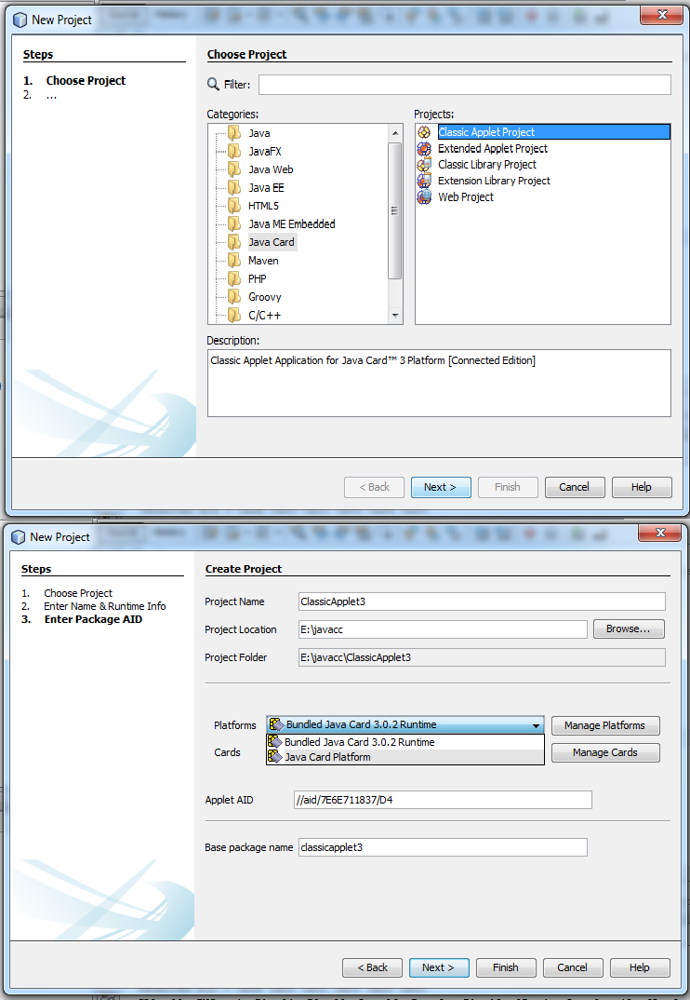 New Project
Steps
1. Choose Project
2. ...
Choose Project
Filter:
Categories:
Java
JavaFX
Java Web
Java EE
HTML5
Java ME Embedded
Java Card
Maven
PHP
Groovy
C/C++
Projects:
Classic Applet Project
Extended Applet Project
Classic Library Project
Extension Library Project
Web Project
Description:
Classic Applet Application for Java Card™ 3 Platform [Connected Edition]
< Back Next > Finish Cancel Help
New Project
Steps
1. Choose Project
2. Enter Name & Runtime Info
3. Enter Package AID
Create Project
Project Name ClassicApplet3
Project Location E:\javacc Browse...
Project Folder E:\javacc\ClassicApplet3
Platforms Bundled Java Card 3.0.2 Runtime Manage Platforms
Bundled Java Card 3.0.2 Runtime
Cards Java Card Platform Manage Cards
Applet AID //aid/7E6E711837/D4
Base package name classicapplet3
< Back Next > Finish Cancel Help